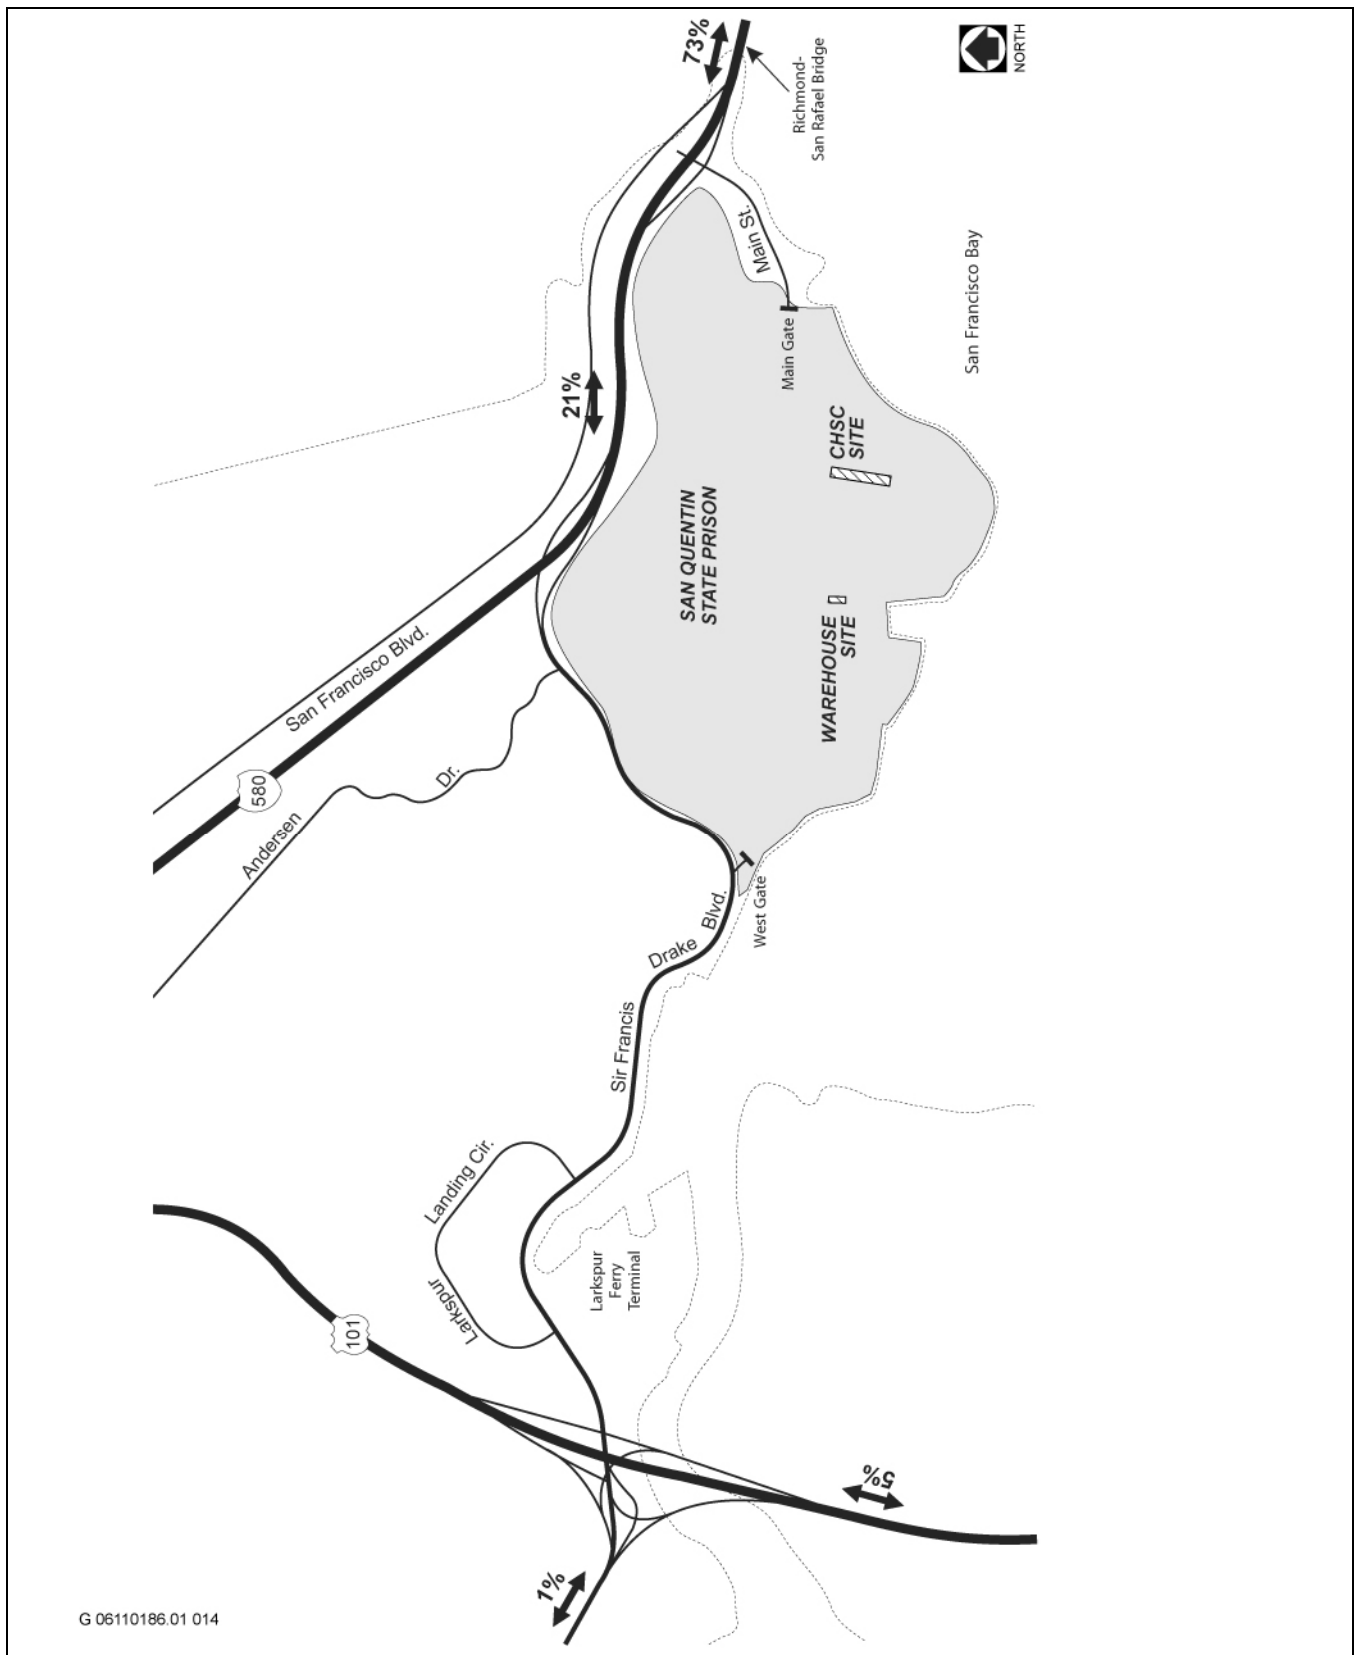 73%
Richmond-
San Rafael Bridge
NORTH
Main St.
Main Gate
San Francisco Bay
21%
CHSC
SITE
SAN QUENTIN
STATE PRISON
WAREHOUSE
SITE
San Francisco Blvd.
580
Andersen Dr.
West Gate
Sir Francis Drake Blvd.
Larkspur Landing Cir.
Larkspur
Ferry
Terminal
101
5%
1%
G 06110186.01 014